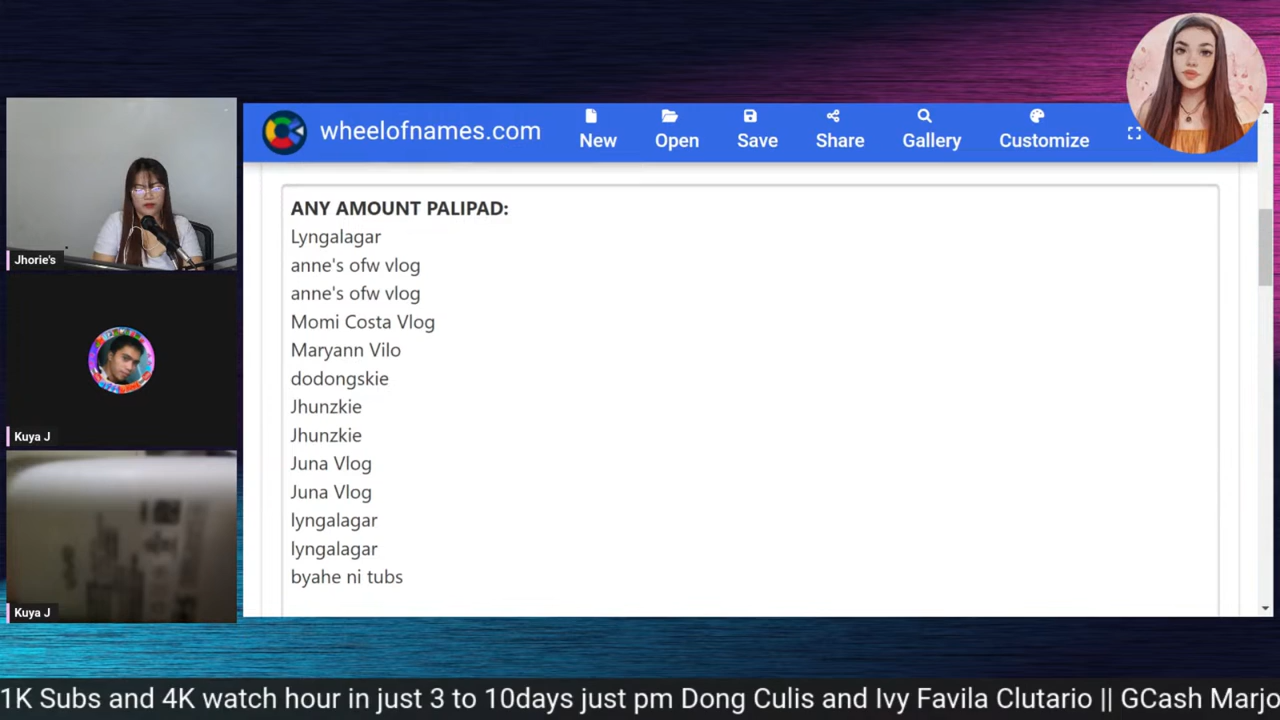 wheelofnames.com
New
Open
Save
Share
Gallery
Customize
ANY AMOUNT PALIPAD:
Lyngalagar
anne's ofw vlog
anne's ofw vlog
Momi Costa Vlog
Maryann Vilo
dodongskie
Jhunzkie
Jhunzkie
Juna Vlog
Juna Vlog
lyngalagar
lyngalagar
byahe ni tubs
Jhorie's
Kuya J
Kuya J
1K Subs and 4K watch hour in just 3 to 10days just pm Dong Culis and Ivy Favila Clutario || GCash Marjo